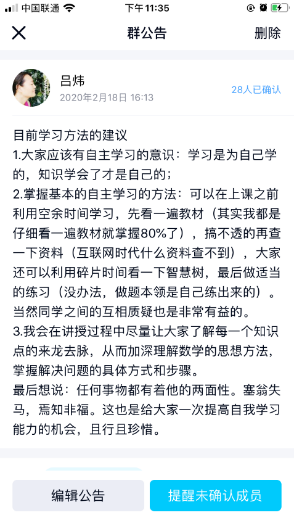 中国联通 下午11:35
群公告 删除
吕炜
2020年2月18日 16:13 28人已确认
目前学习方法的建议
1.大家应该有自主学习的意识：学习是为自己学
的，知识学会了才是自己的；
2.掌握基本的自主学习的方法：可以在上课之前
利用空余时间学习，先看一遍教材（其实我都是
仔细看一遍教材就掌握80%了），搞不透的再查
一下资料（互联网时代什么资料查不到），大家
还可以利用碎片时间看一下智慧树，最后做适当
的练习（没办法，做题本领是自己练出来的）。
当然同学之间的互相质疑也是非常有益的。
3.我会在讲授过程中尽量让大家了解每一个知识
点的来龙去脉，从而加深理解数学的思想方法，
掌握解决问题的具体方式和步骤。
最后想说：任何事物都有着他的两面性。塞翁失
马，焉知非福。这也是给大家一次提高自我学习
能力的机会，且行且珍惜。
编辑公告 提醒未确认成员